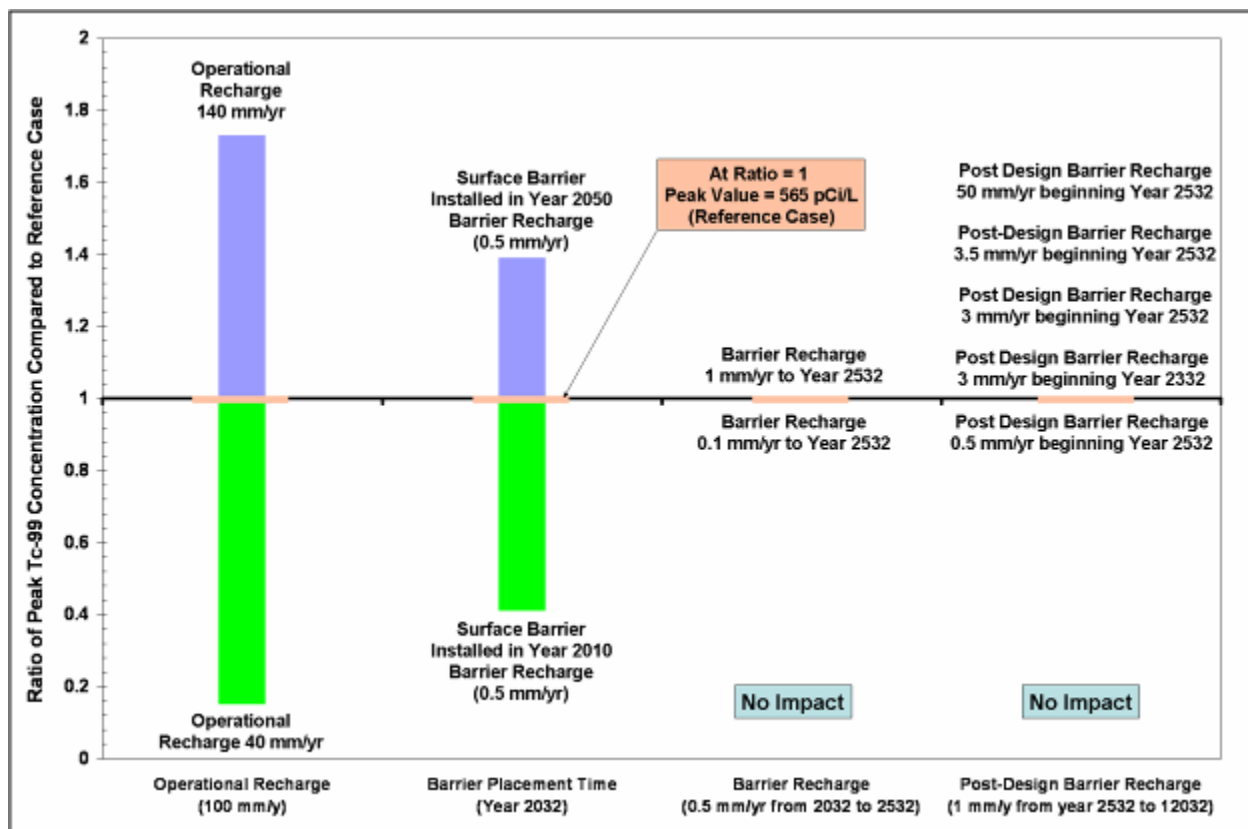 Ratio of Peak Tc-99 Concentration Compared to Reference Case
2
1.8
1.6
1.4
1.2
1
0.8
0.6
0.4
0.2
0
Operational
Recharge
140 mm/yr
Operational
Recharge 40 mm/yr
Surface Barrier
Installed in Year 2050
Barrier Recharge
(0.5 mm/yr)
Surface Barrier
Installed in Year 2010
Barrier Recharge
(0.5 mm/yr)
At Ratio = 1
Peak Value = 565 pCi/L
(Reference Case)
Barrier Recharge
1 mm/yr to Year 2532
Barrier Recharge
0.1 mm/yr to Year 2532
No Impact
Post Design Barrier Recharge
50 mm/yr beginning Year 2532
Post-Design Barrier Recharge
3.5 mm/yr beginning Year 2532
Post Design Barrier Recharge
3 mm/yr beginning Year 2532
Post Design Barrier Recharge
3 mm/yr beginning Year 2332
Post Design Barrier Recharge
0.5 mm/yr beginning Year 2532
No Impact
Operational Recharge
(100 mm/y)
Barrier Placement Time
(Year 2032)
Barrier Recharge
(0.5 mm/yr from 2032 to 2532)
Post-Design Barrier Recharge
(1 mm/y from year 2532 to 12032)